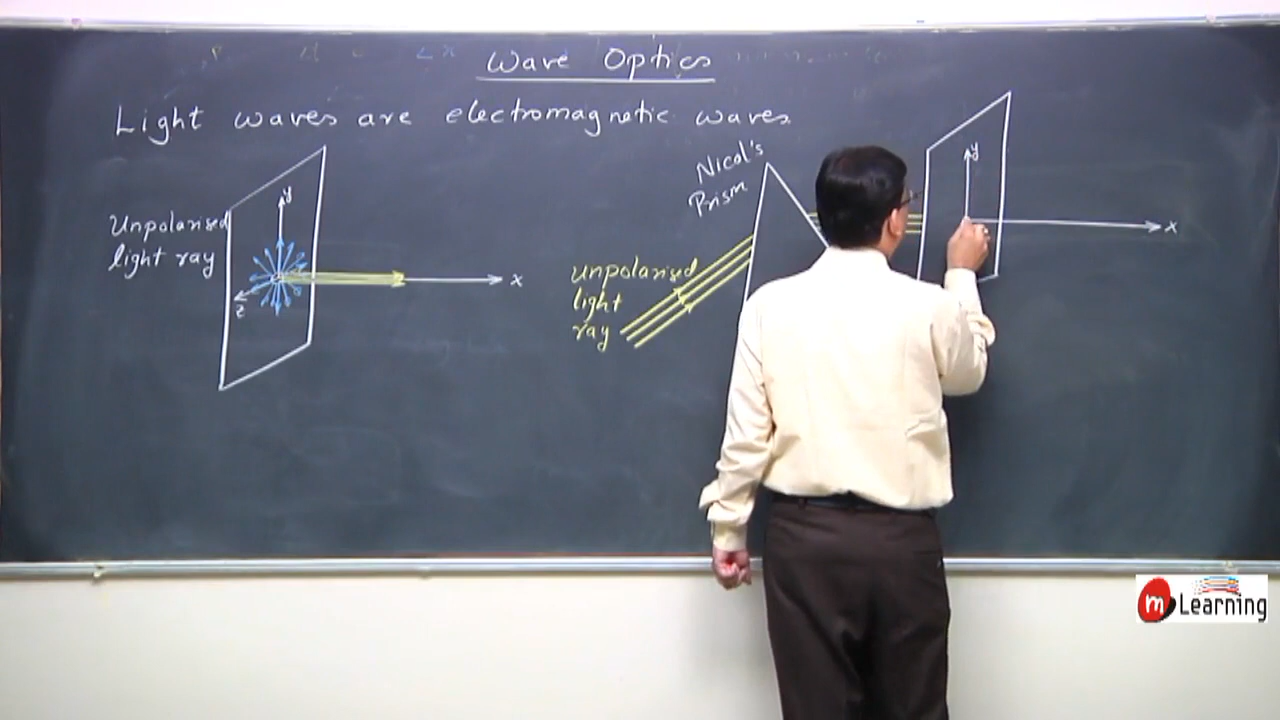 Wave Optics
Light waves are electromagnetic waves.
Unpolarised
light ray
y
x
z
Nicol's
Prism
unpolarised
light
ray
y
x
m Learning